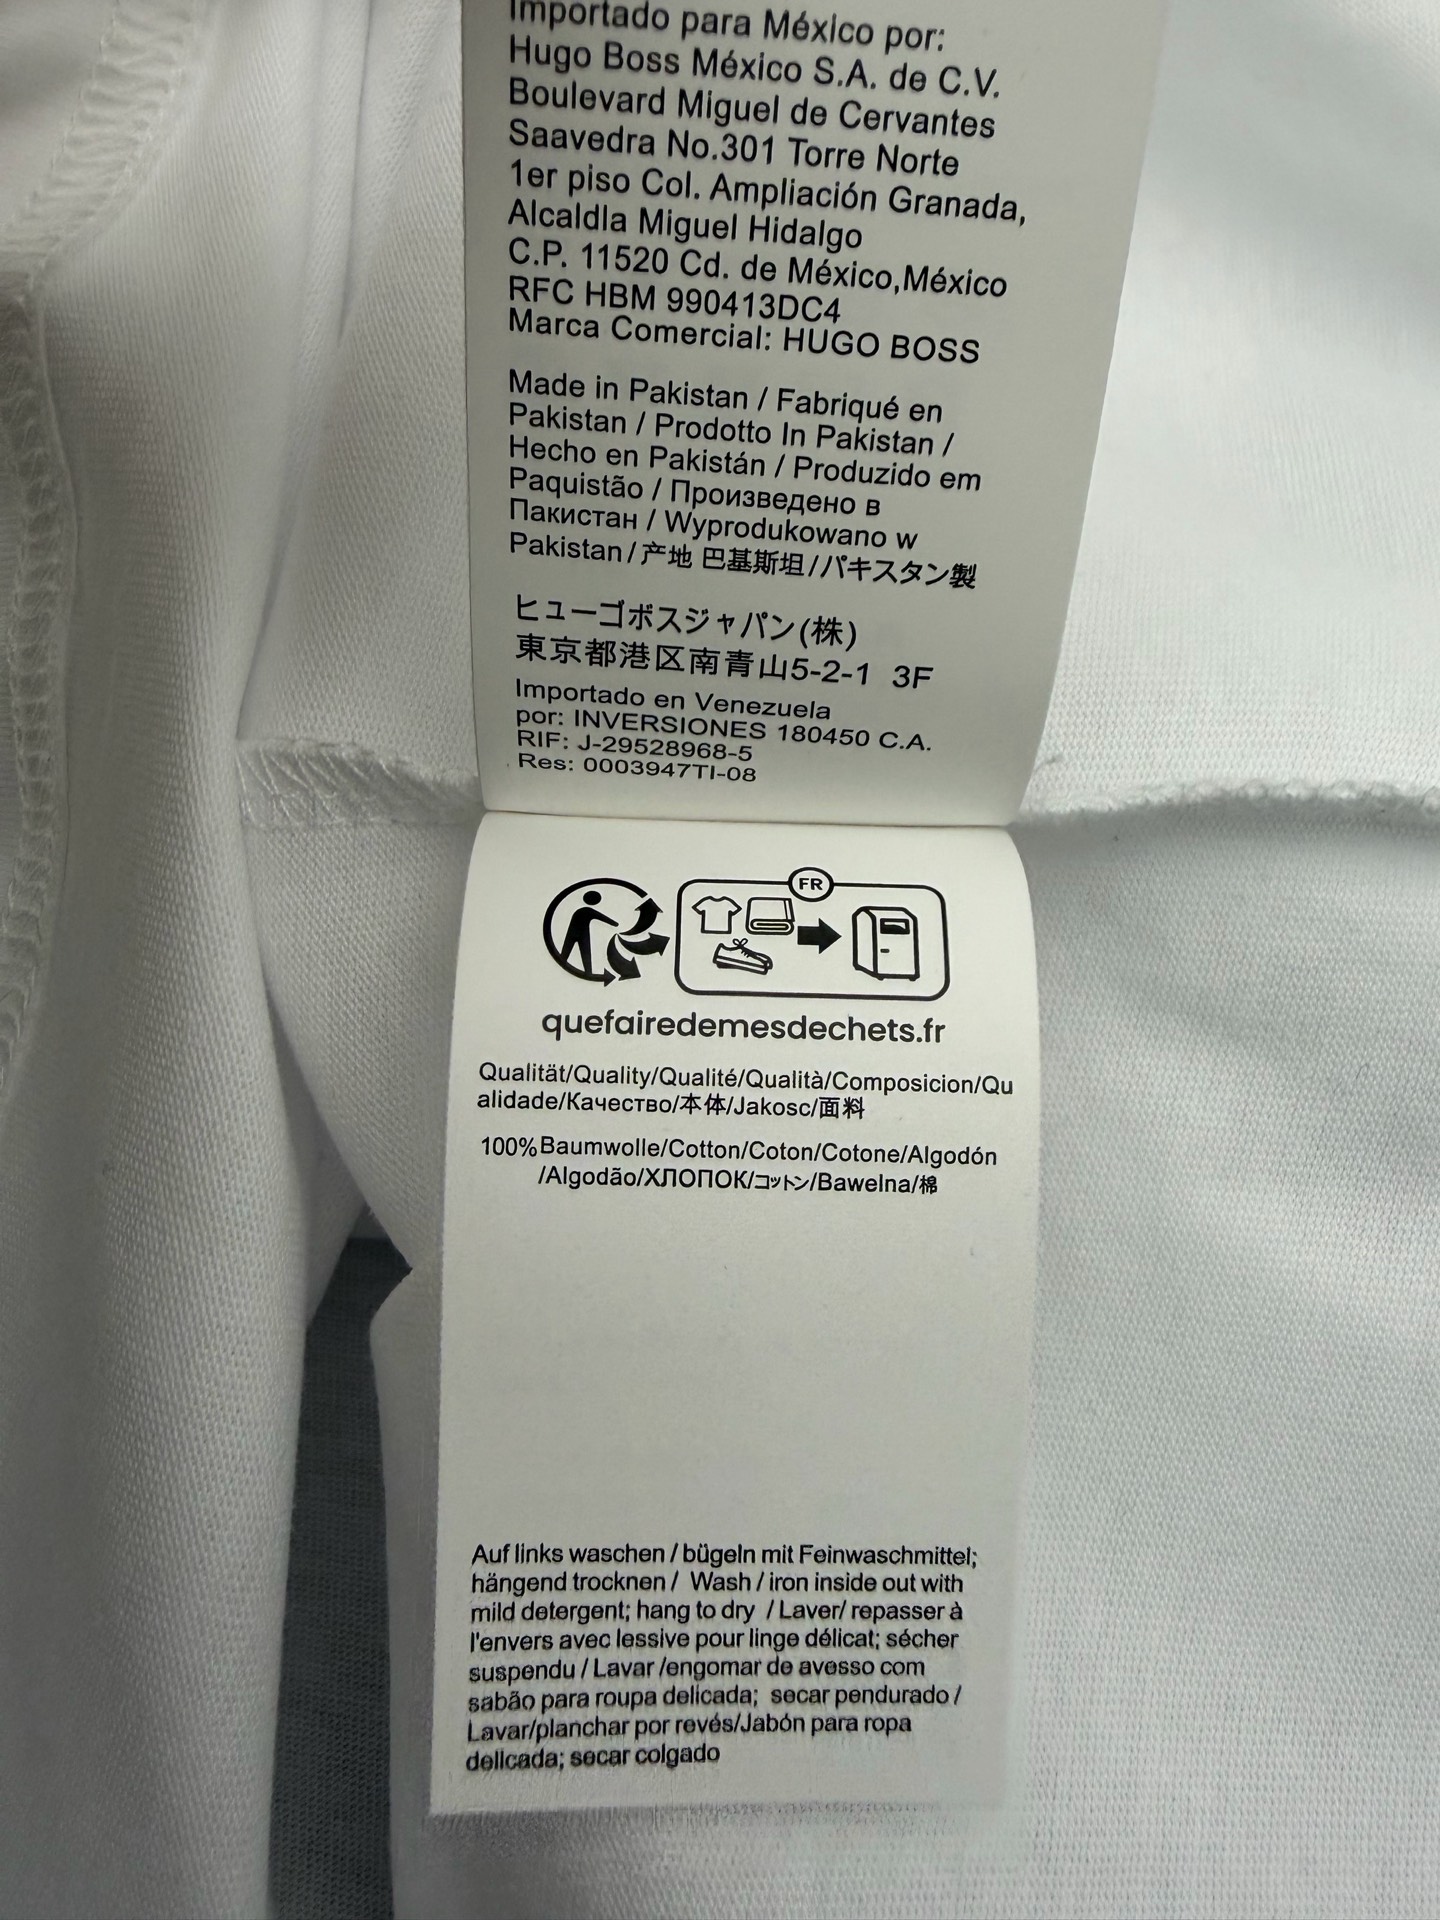 Importado para México por:
Hugo Boss México S.A. de C.V.
Boulevard Miguel de Cervantes
Saavedra No.301 Torre Norte
1er piso Col. Ampliación Granada,
Alcaldla Miguel Hidalgo
C.P. 11520 Cd. de México,México
RFC HBM 990413DC4
Marca Comercial: HUGO BOSS
Made in Pakistan / Fabriqué en
Pakistan / Prodotto In Pakistan /
Hecho en Pakistán / Produzido em
Paquistão / Произведено в
Пакистан / Wyprodukowano w
Pakistan/产地 巴基斯坦/パキスタン製
ヒューゴボスジャパン(株)
東京都港区南青山5-2-1 3F
Importado en Venezuela
por: INVERSIONES 180450 C.A.
RIF: J-29528968-5
Res: 0003947TI-08
FR
quefairedemesdechets.fr
Qualität/Quality/Qualité/Qualità/Composicion/Qu
alidade/Качество/本体/Jakosc/面料
100%Baumwolle/Cotton/Coton/Cotone/Algodón
/Algodão/ХЛОПОК/コットン/Bawelna/棉
Auf links waschen / bügeln mit Feinwaschmittel;
hängend trocknen / Wash / iron inside out with
mild detergent; hang to dry / Laver/ repasser à
l'envers avec lessive pour linge délicat; sécher
suspendu / Lavar /engomar de avesso com
sabão para roupa delicada; secar pendurado /
Lavar/planchar por revés/Jabón para ropa
delicada; secar colgado